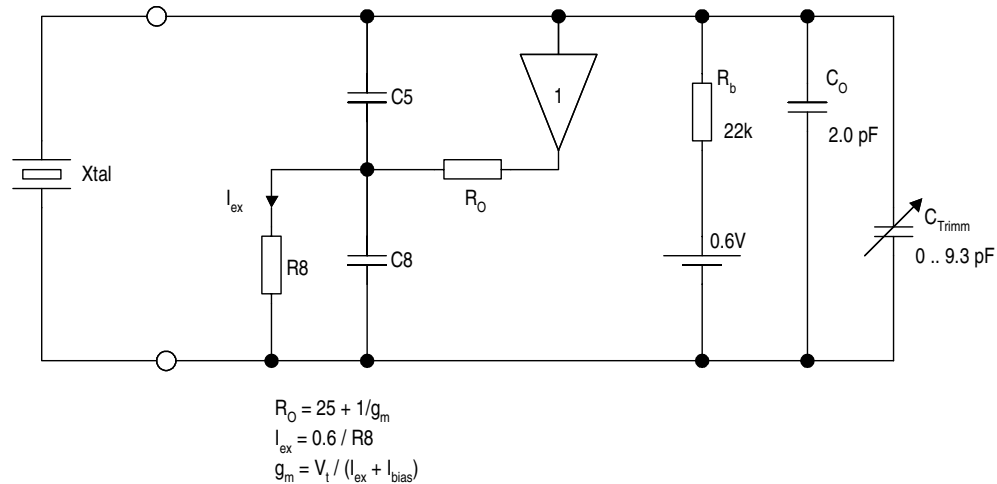 Xtal
I_ex
R8
C5
C8
R_O
1
R_b
22k
0.6V
C_O
2.0 pF
C_Trimm
0 .. 9.3 pF
R_O = 25 + 1/g_m
I_ex = 0.6 / R8
g_m = V_t / (I_ex + I_bias)